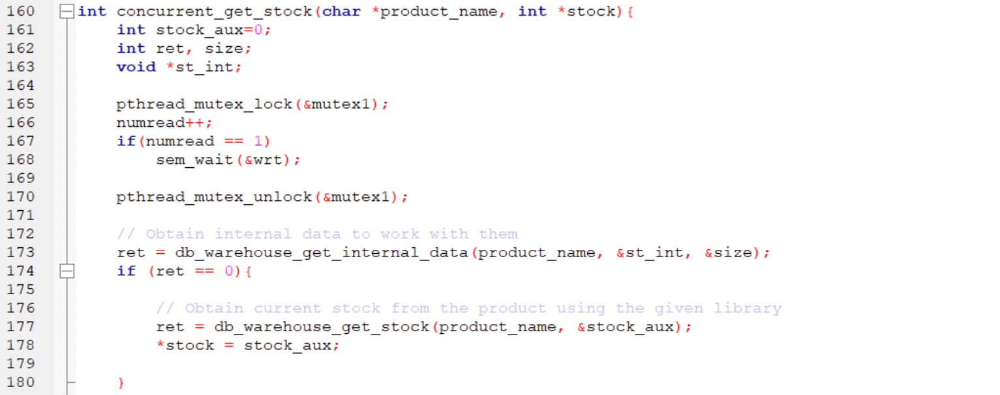 160 int concurrent_get_stock(char *product_name, int *stock){
161 int stock_aux=0;
162 int ret, size;
163 void *st_int;
164
165 pthread_mutex_lock(&mutex1);
166 numread++;
167 if(numread == 1)
168 sem_wait(&wrt);
169
170 pthread_mutex_unlock(&mutex1);
171
172 // Obtain internal data to work with them
173 ret = db_warehouse_get_internal_data(product_name, &st_int, &size);
174 if (ret == 0){
175
176 // Obtain current stock from the product using the given library
177 ret = db_warehouse_get_stock(product_name, &stock_aux);
178 *stock = stock_aux;
179
180 }